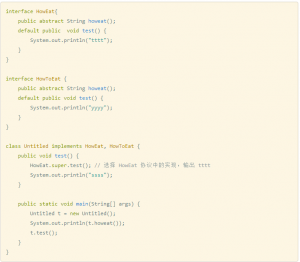 interface HowEat{
    public abstract String howeat();
    default public  void test() {
        System.out.println("tttt");
    }
}
interface HowToEat {
    public abstract String howeat();
    default public void test() {
        System.out.println("yyyy");
    }
}
class Untitled implements HowEat, HowToEat {
    public void test() {
        HowEat.super.test(); // 选择 HowEat 协议中的实现，输出 tttt
        System.out.println("ssss");
    }
    public static void main(String[] args) {
        Untitled t = new Untitled();
        System.out.println(t.howeat());
        t.test();
    }
}